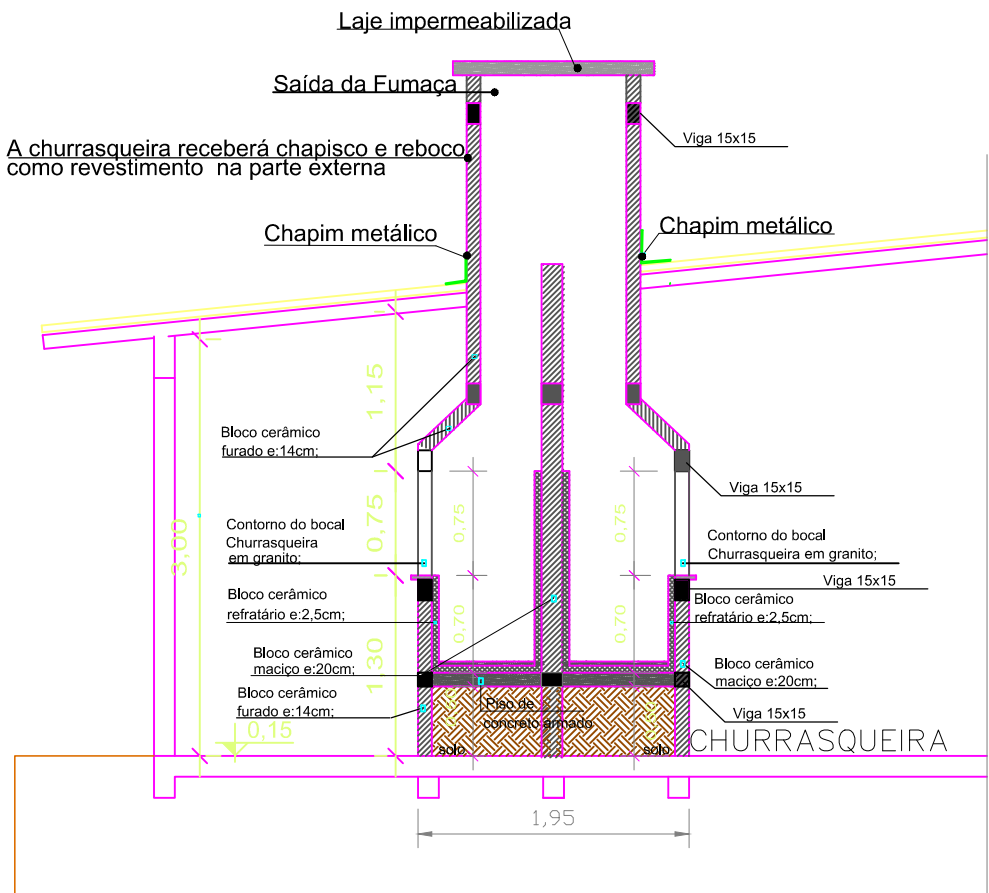 Laje impermeabilizada
Saída da Fumaça
Viga 15x15
A churrasqueira receberá chapisco e reboco
como revestimento na parte externa
Chapim metálico
Chapim metálico
1,15
Bloco cerâmico
furado e:14cm;
Viga 15x15
3,00
0,75
0,75
0,75
Contorno do bocal
Churrasqueira
em granito;
Contorno do bocal
Churrasqueira em granito;
Viga 15x15
Bloco cerâmico
refratário e:2,5cm;
Bloco cerâmico
refratário e:2,5cm;
0,70
0,70
1,30
Bloco cerâmico
maciço e:20cm;
Bloco cerâmico
maciço e:20cm;
Bloco cerâmico
furado e:14cm;
Piso de
concreto armado
Viga 15x15
0,15
solo
solo
CHURRASQUEIRA
1,95